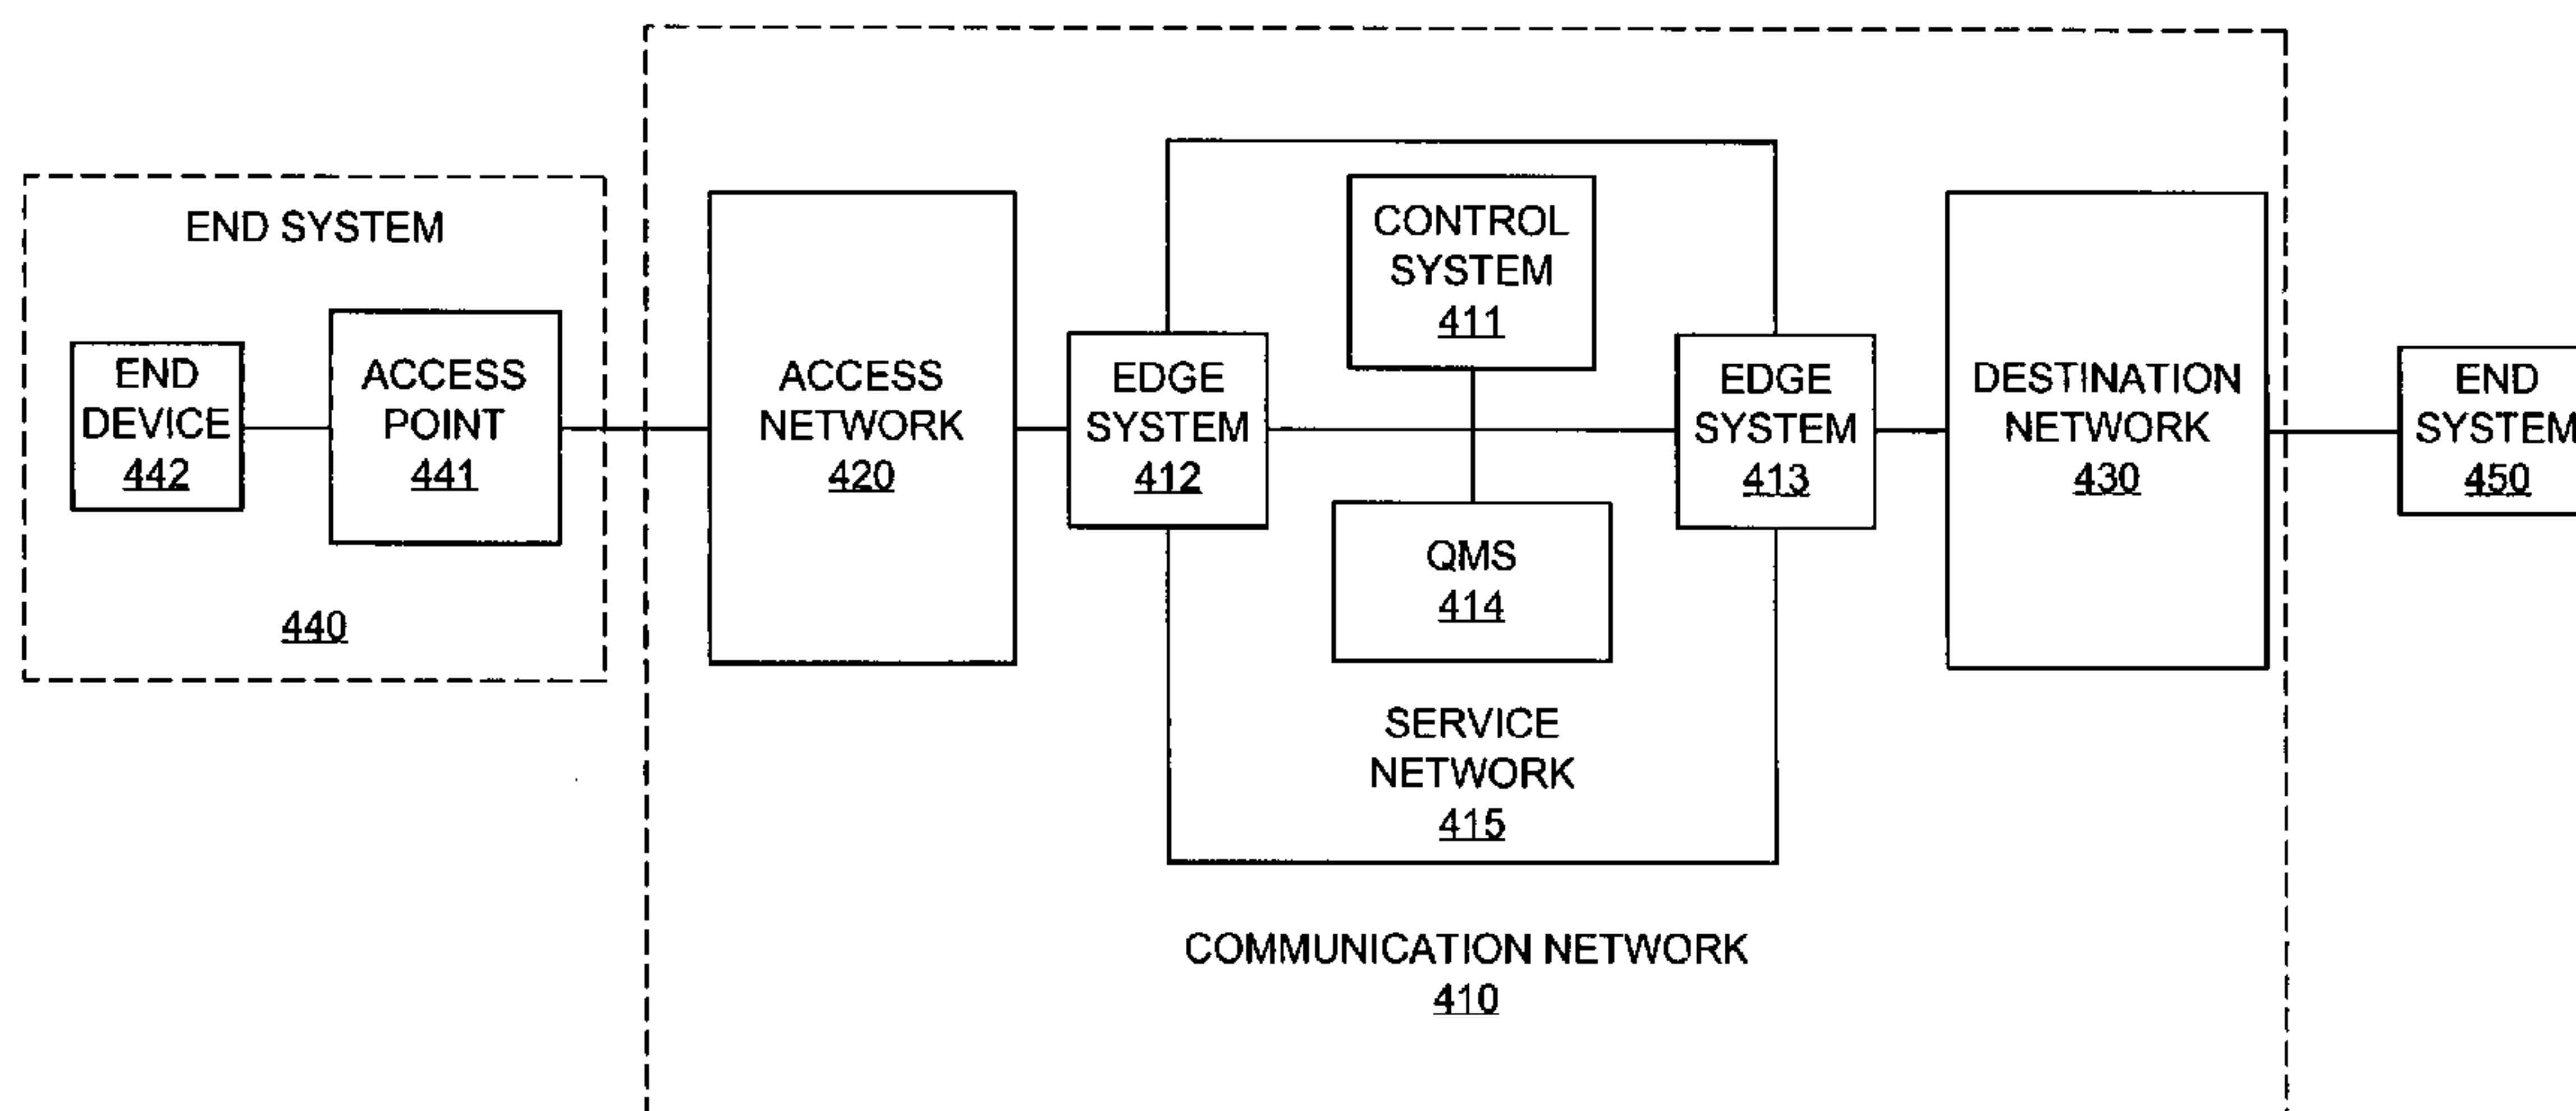 END SYSTEM
END
DEVICE
442
ACCESS
POINT
441
440
ACCESS
NETWORK
420
EDGE
SYSTEM
412
CONTROL
SYSTEM
411
QMS
414
SERVICE
NETWORK
415
EDGE
SYSTEM
413
DESTINATION
NETWORK
430
END
SYSTEM
450
COMMUNICATION NETWORK
410